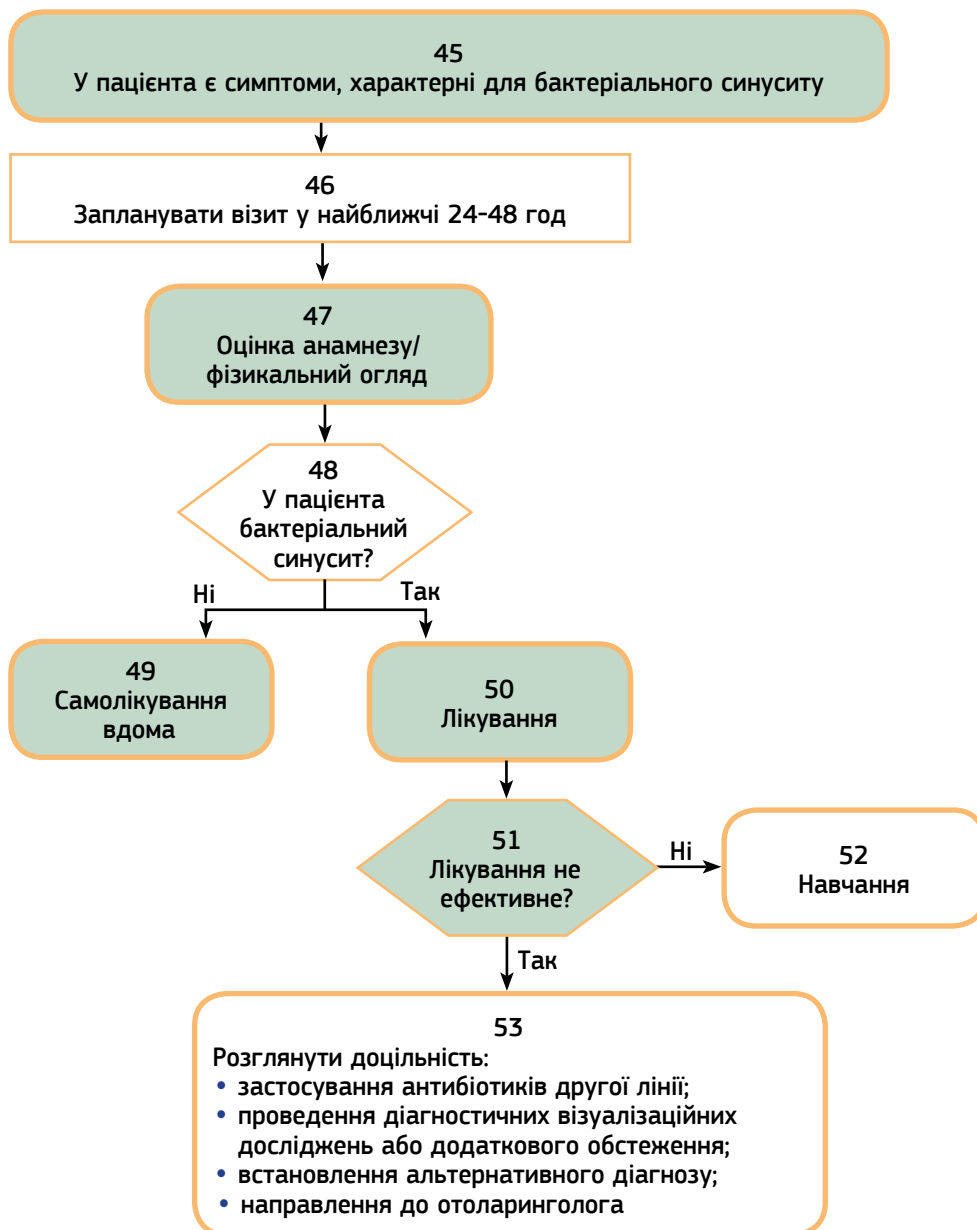 45
У пацієнта є симптоми, характерні для бактеріального синуситу
46
Запланувати візит у найближчі 24-48 год
47
Оцінка анамнезу/
фізикальний огляд
48
У пацієнта
бактеріальний
синусит?
Ні
Так
49
Самолікування
вдома
50
Лікування
51
Лікування не
ефективне?
Ні
52
Навчання
Так
53
Розглянути доцільність:
• застосування антибіотиків другої лінії;
• проведення діагностичних візуалізаційних
досліджень або додаткового обстеження;
• встановлення альтернативного діагнозу;
• направлення до отоларинголога